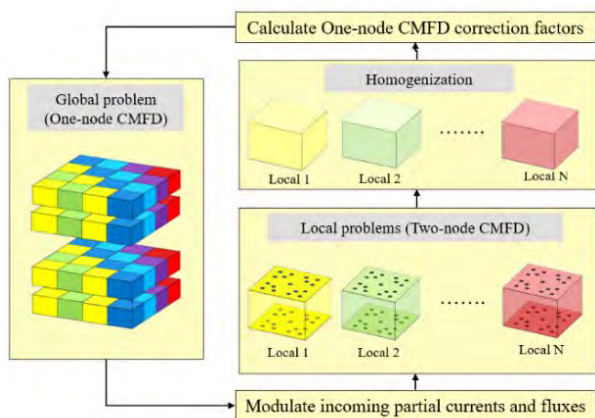 Calculate One-node CMFD correction factors
Global problem
(One-node CMFD)
Homogenization
.......
Local 1
Local 2
Local N
Local problems (Two-node CMFD)
.......
Local 1
Local 2
Local N
Modulate incoming partial currents and fluxes